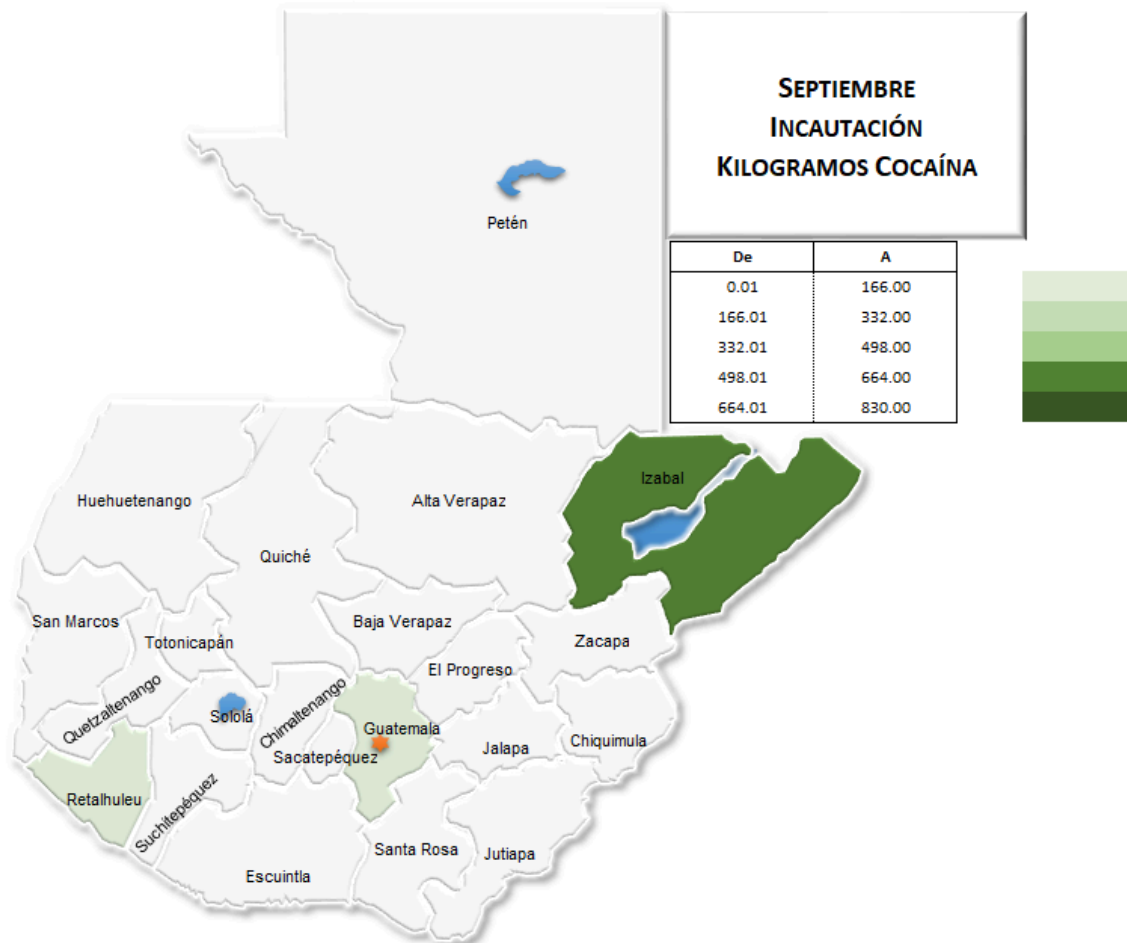 SEPTIEMBRE
INCAUTACIÓN
KILOGRAMOS COCAÍNA
De A
0.01 166.00
166.01 332.00
332.01 498.00
498.01 664.00
664.01 830.00
Petén
Izabal
Huehuetenango
Alta Verapaz
Quiché
San Marcos
Totonicapán
Baja Verapaz
Zacapa
El Progreso
Quetzaltenango
Sololá
Chimaltenango
Guatemala
Sacatepéquez
Jalapa
Chiquimula
Retalhuleu
Suchitepéquez
Santa Rosa
Jutiapa
Escuintla